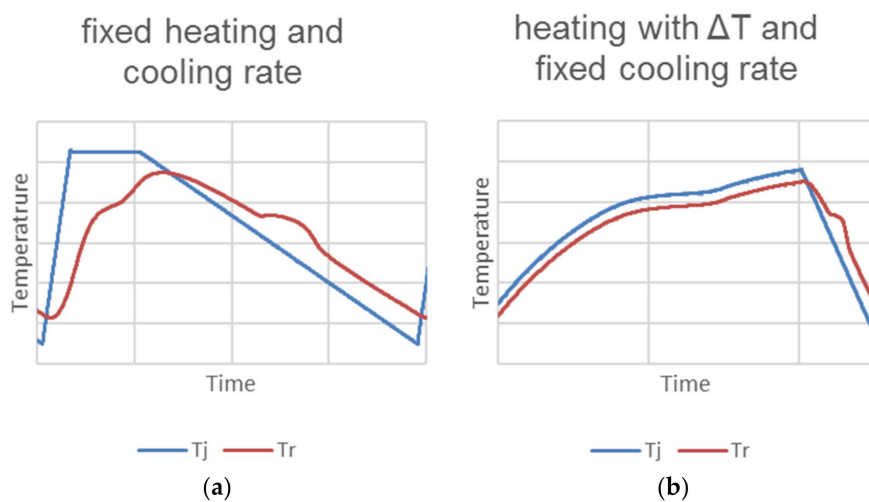 fixed heating and
cooling rate
Temperatrure
Time
Tj Tr
(a)
heating with ΔT and
fixed cooling rate
Temperature
Time
Tj Tr
(b)